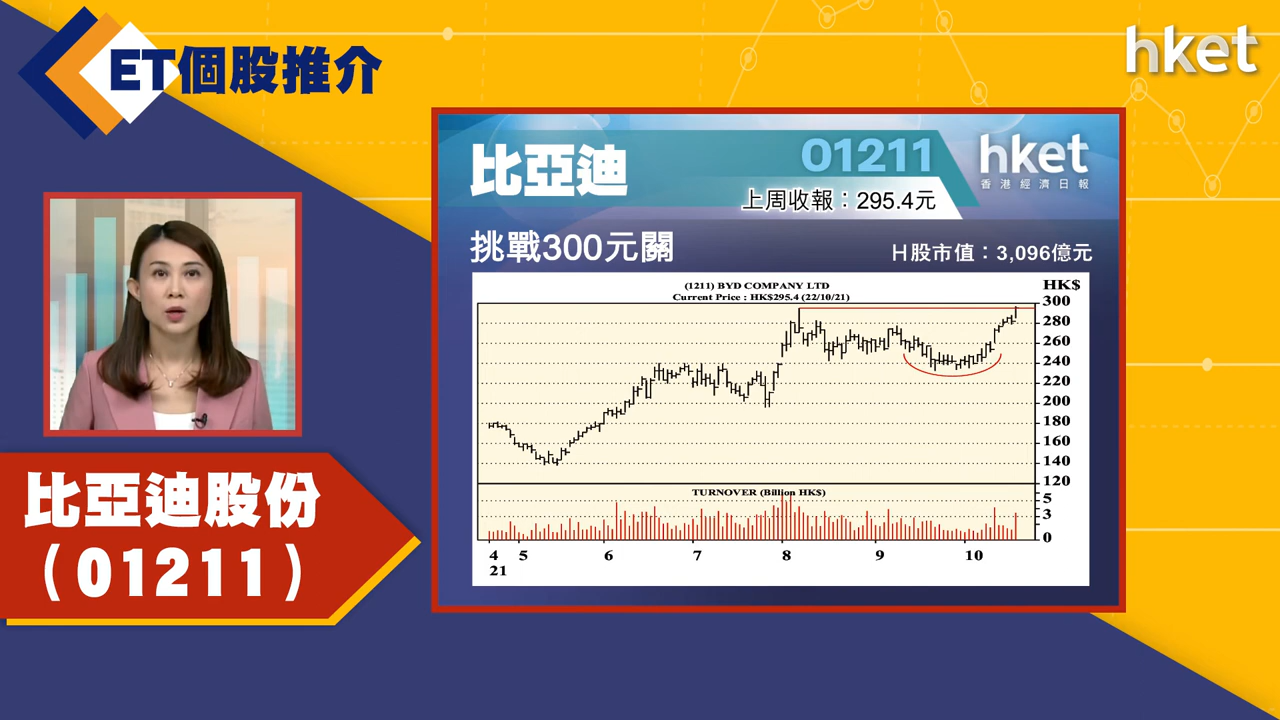 ET個股推介
hket
比亞迪
01211
hket
香港經濟日報
上周收報：295.4元
挑戰300元關
H股市值：3,096億元
(1211) BYD COMPANY LTD
HK$
Current Price : HK$295.4 (22/10/21)
300
280
260
240
220
200
180
160
140
120
TURNOVER (Billion HK$)
5
3
0
4 5 6 7 8 9 10
21
比亞迪股份
（01211）